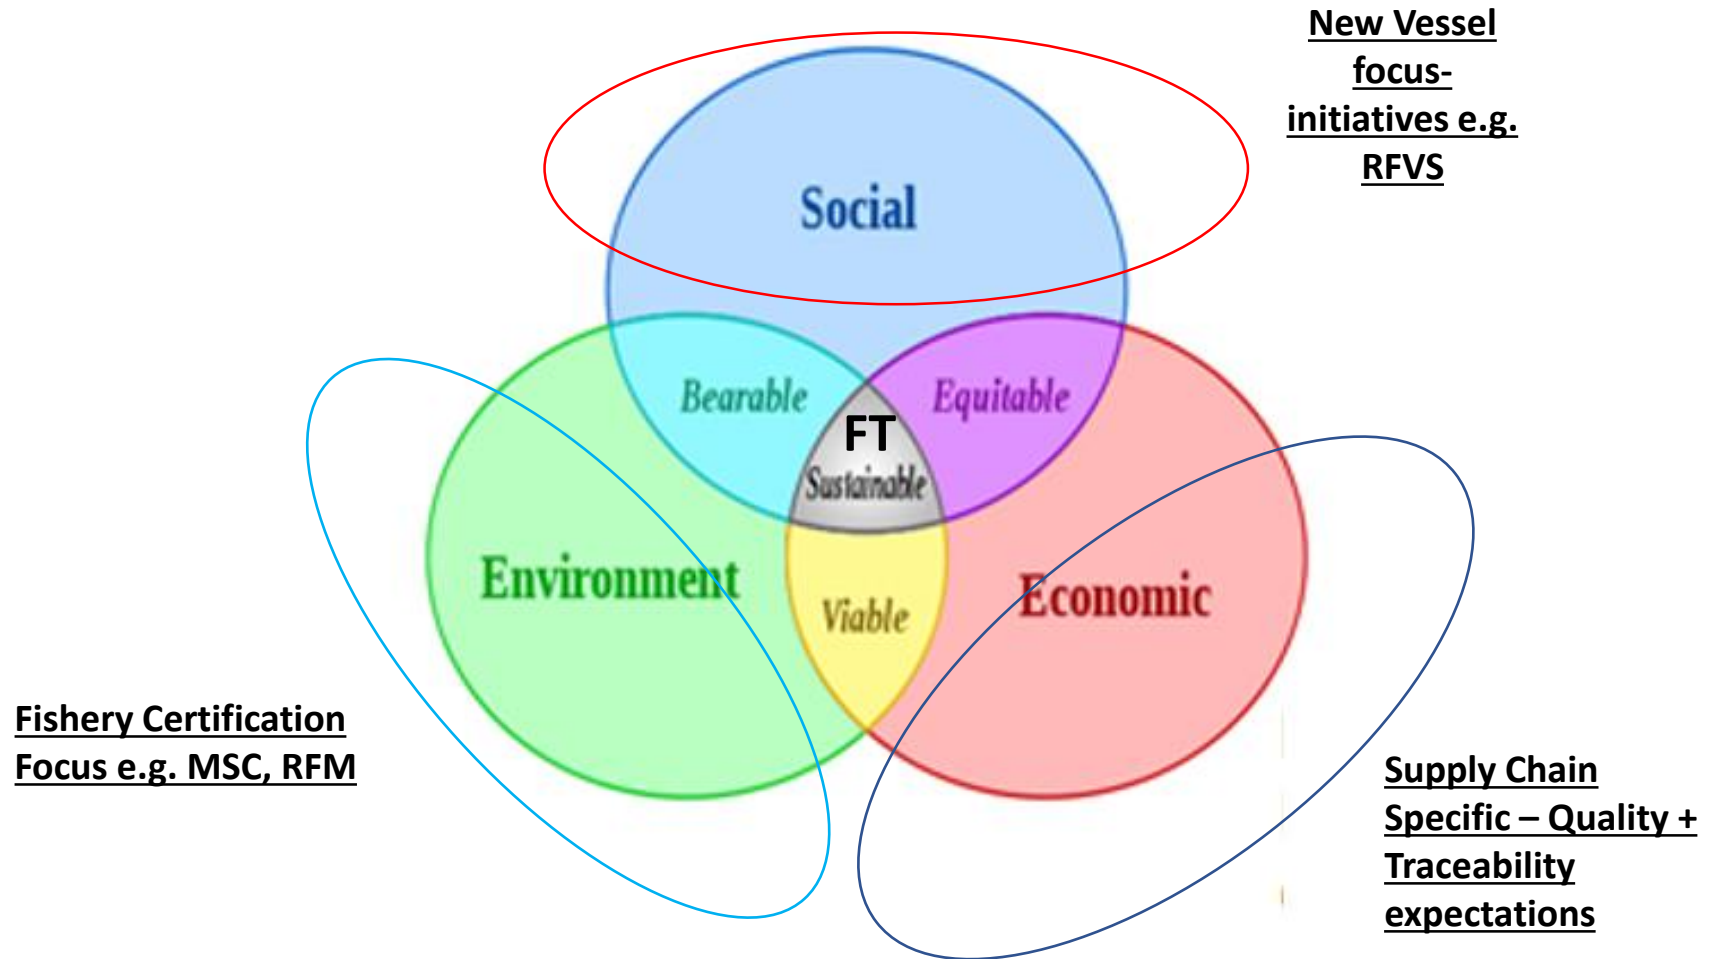 New Vessel
focus-
initiatives e.g.
RFVS
Social
Bearable
Equitable
FT
Sustainable
Environment
Economic
Viable
Fishery Certification
Focus e.g. MSC, RFM
Supply Chain
Specific – Quality +
Traceability
expectations